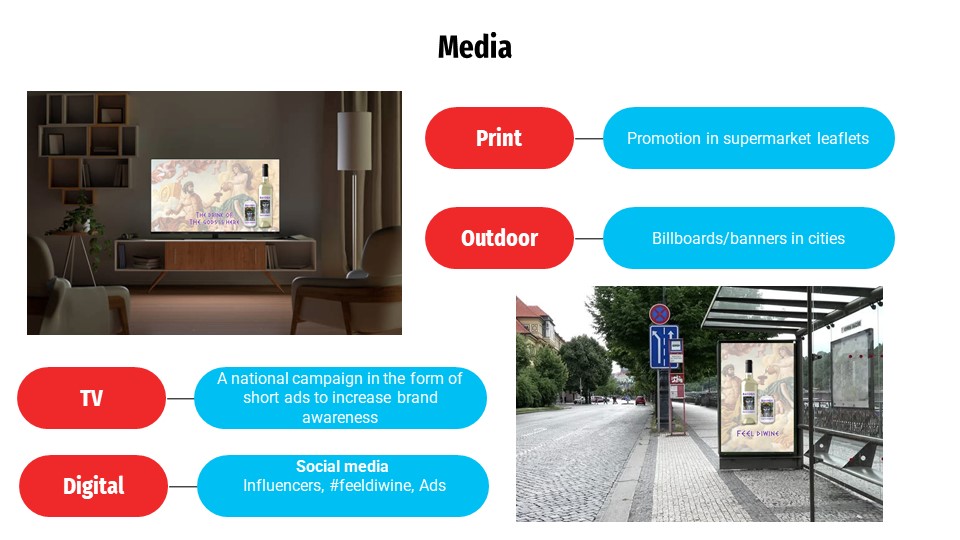 Media
THE DRINK OF
THE GODS IS HERE
Print
Promotion in supermarket leaflets
Outdoor
Billboards/banners in cities
TV
A national campaign in the form of
short ads to increase brand
awareness
FEEL DIWINE
Digital
Social media
Influencers, #feeldiwine, Ads